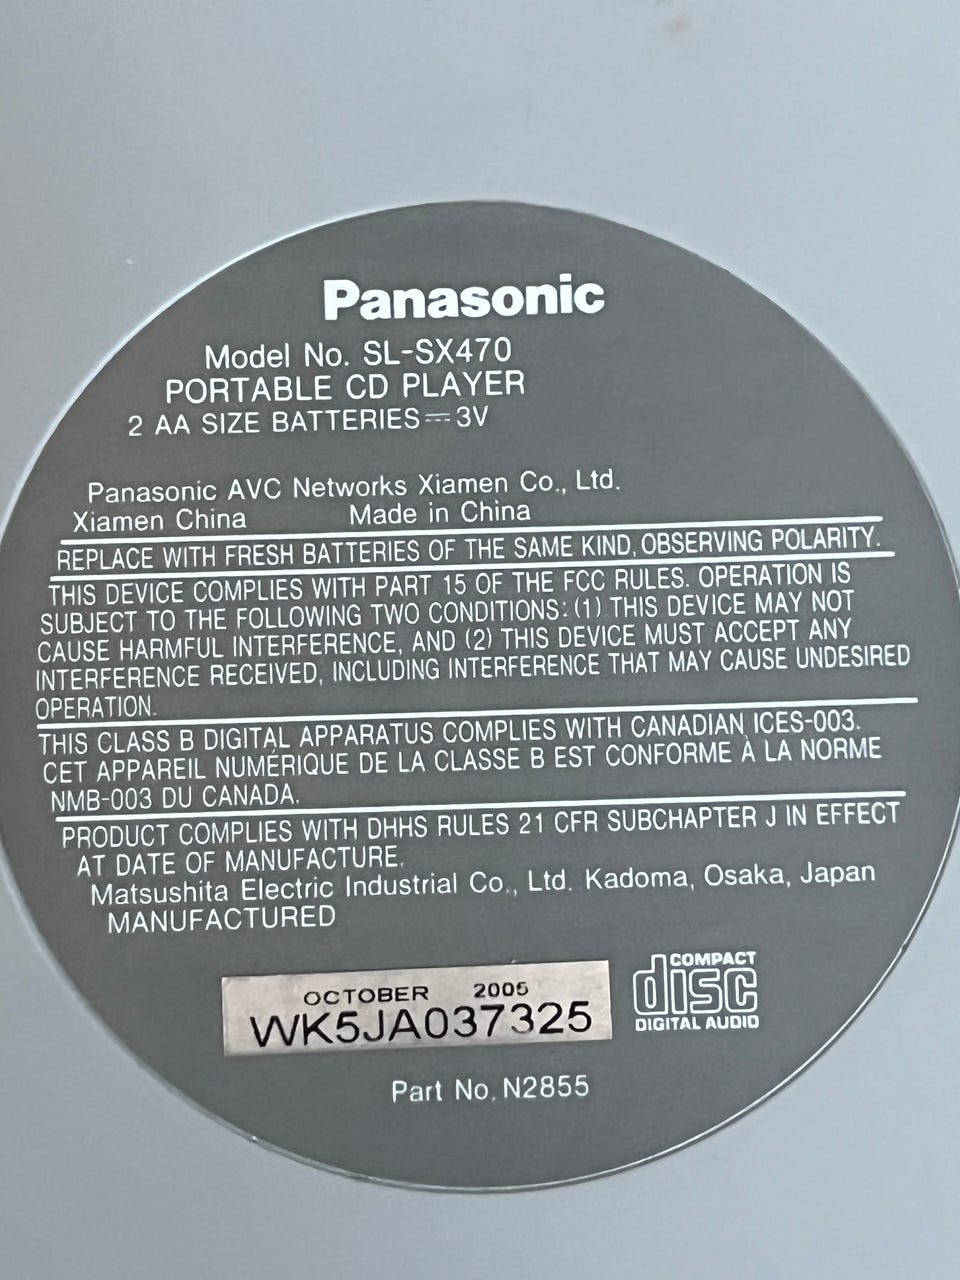 Panasonic
Model No. SL-SX470
PORTABLE CD PLAYER
2 AA SIZE BATTERIES⎓3V
Panasonic AVC Networks Xiamen Co., Ltd.
Xiamen China Made in China
REPLACE WITH FRESH BATTERIES OF THE SAME KIND, OBSERVING POLARITY.
THIS DEVICE COMPLIES WITH PART 15 OF THE FCC RULES. OPERATION IS
SUBJECT TO THE FOLLOWING TWO CONDITIONS: (1) THIS DEVICE MAY NOT
CAUSE HARMFUL INTERFERENCE, AND (2) THIS DEVICE MUST ACCEPT ANY
INTERFERENCE RECEIVED, INCLUDING INTERFERENCE THAT MAY CAUSE UNDESIRED
OPERATION.
THIS CLASS B DIGITAL APPARATUS COMPLIES WITH CANADIAN ICES-003.
CET APPAREIL NUMÉRIQUE DE LA CLASSE B EST CONFORME À LA NORME
NMB-003 DU CANADA.
PRODUCT COMPLIES WITH DHHS RULES 21 CFR SUBCHAPTER J IN EFFECT
AT DATE OF MANUFACTURE.
Matsushita Electric Industrial Co., Ltd. Kadoma, Osaka, Japan
MANUFACTURED
OCTOBER 2005
WK5JA037325
COMPACT
disc
DIGITAL AUDIO
Part No. N2855